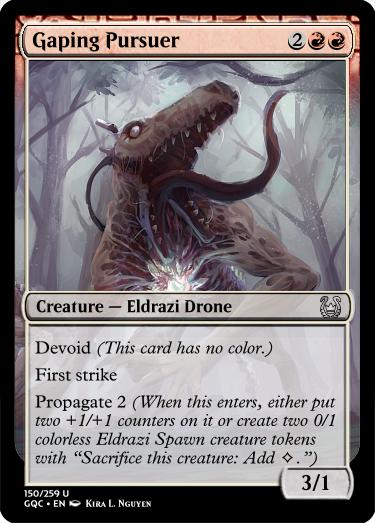 Gaping Pursuer 2
Creature — Eldrazi Drone
Devoid (This card has no color.)
First strike
Propagate 2 (When this enters, either put
two +1/+1 counters on it or create two 0/1
colorless Eldrazi Spawn creature tokens
with “Sacrifice this creature: Add .”)
3/1
150/259 U
GQC • EN Kira L. Nguyen